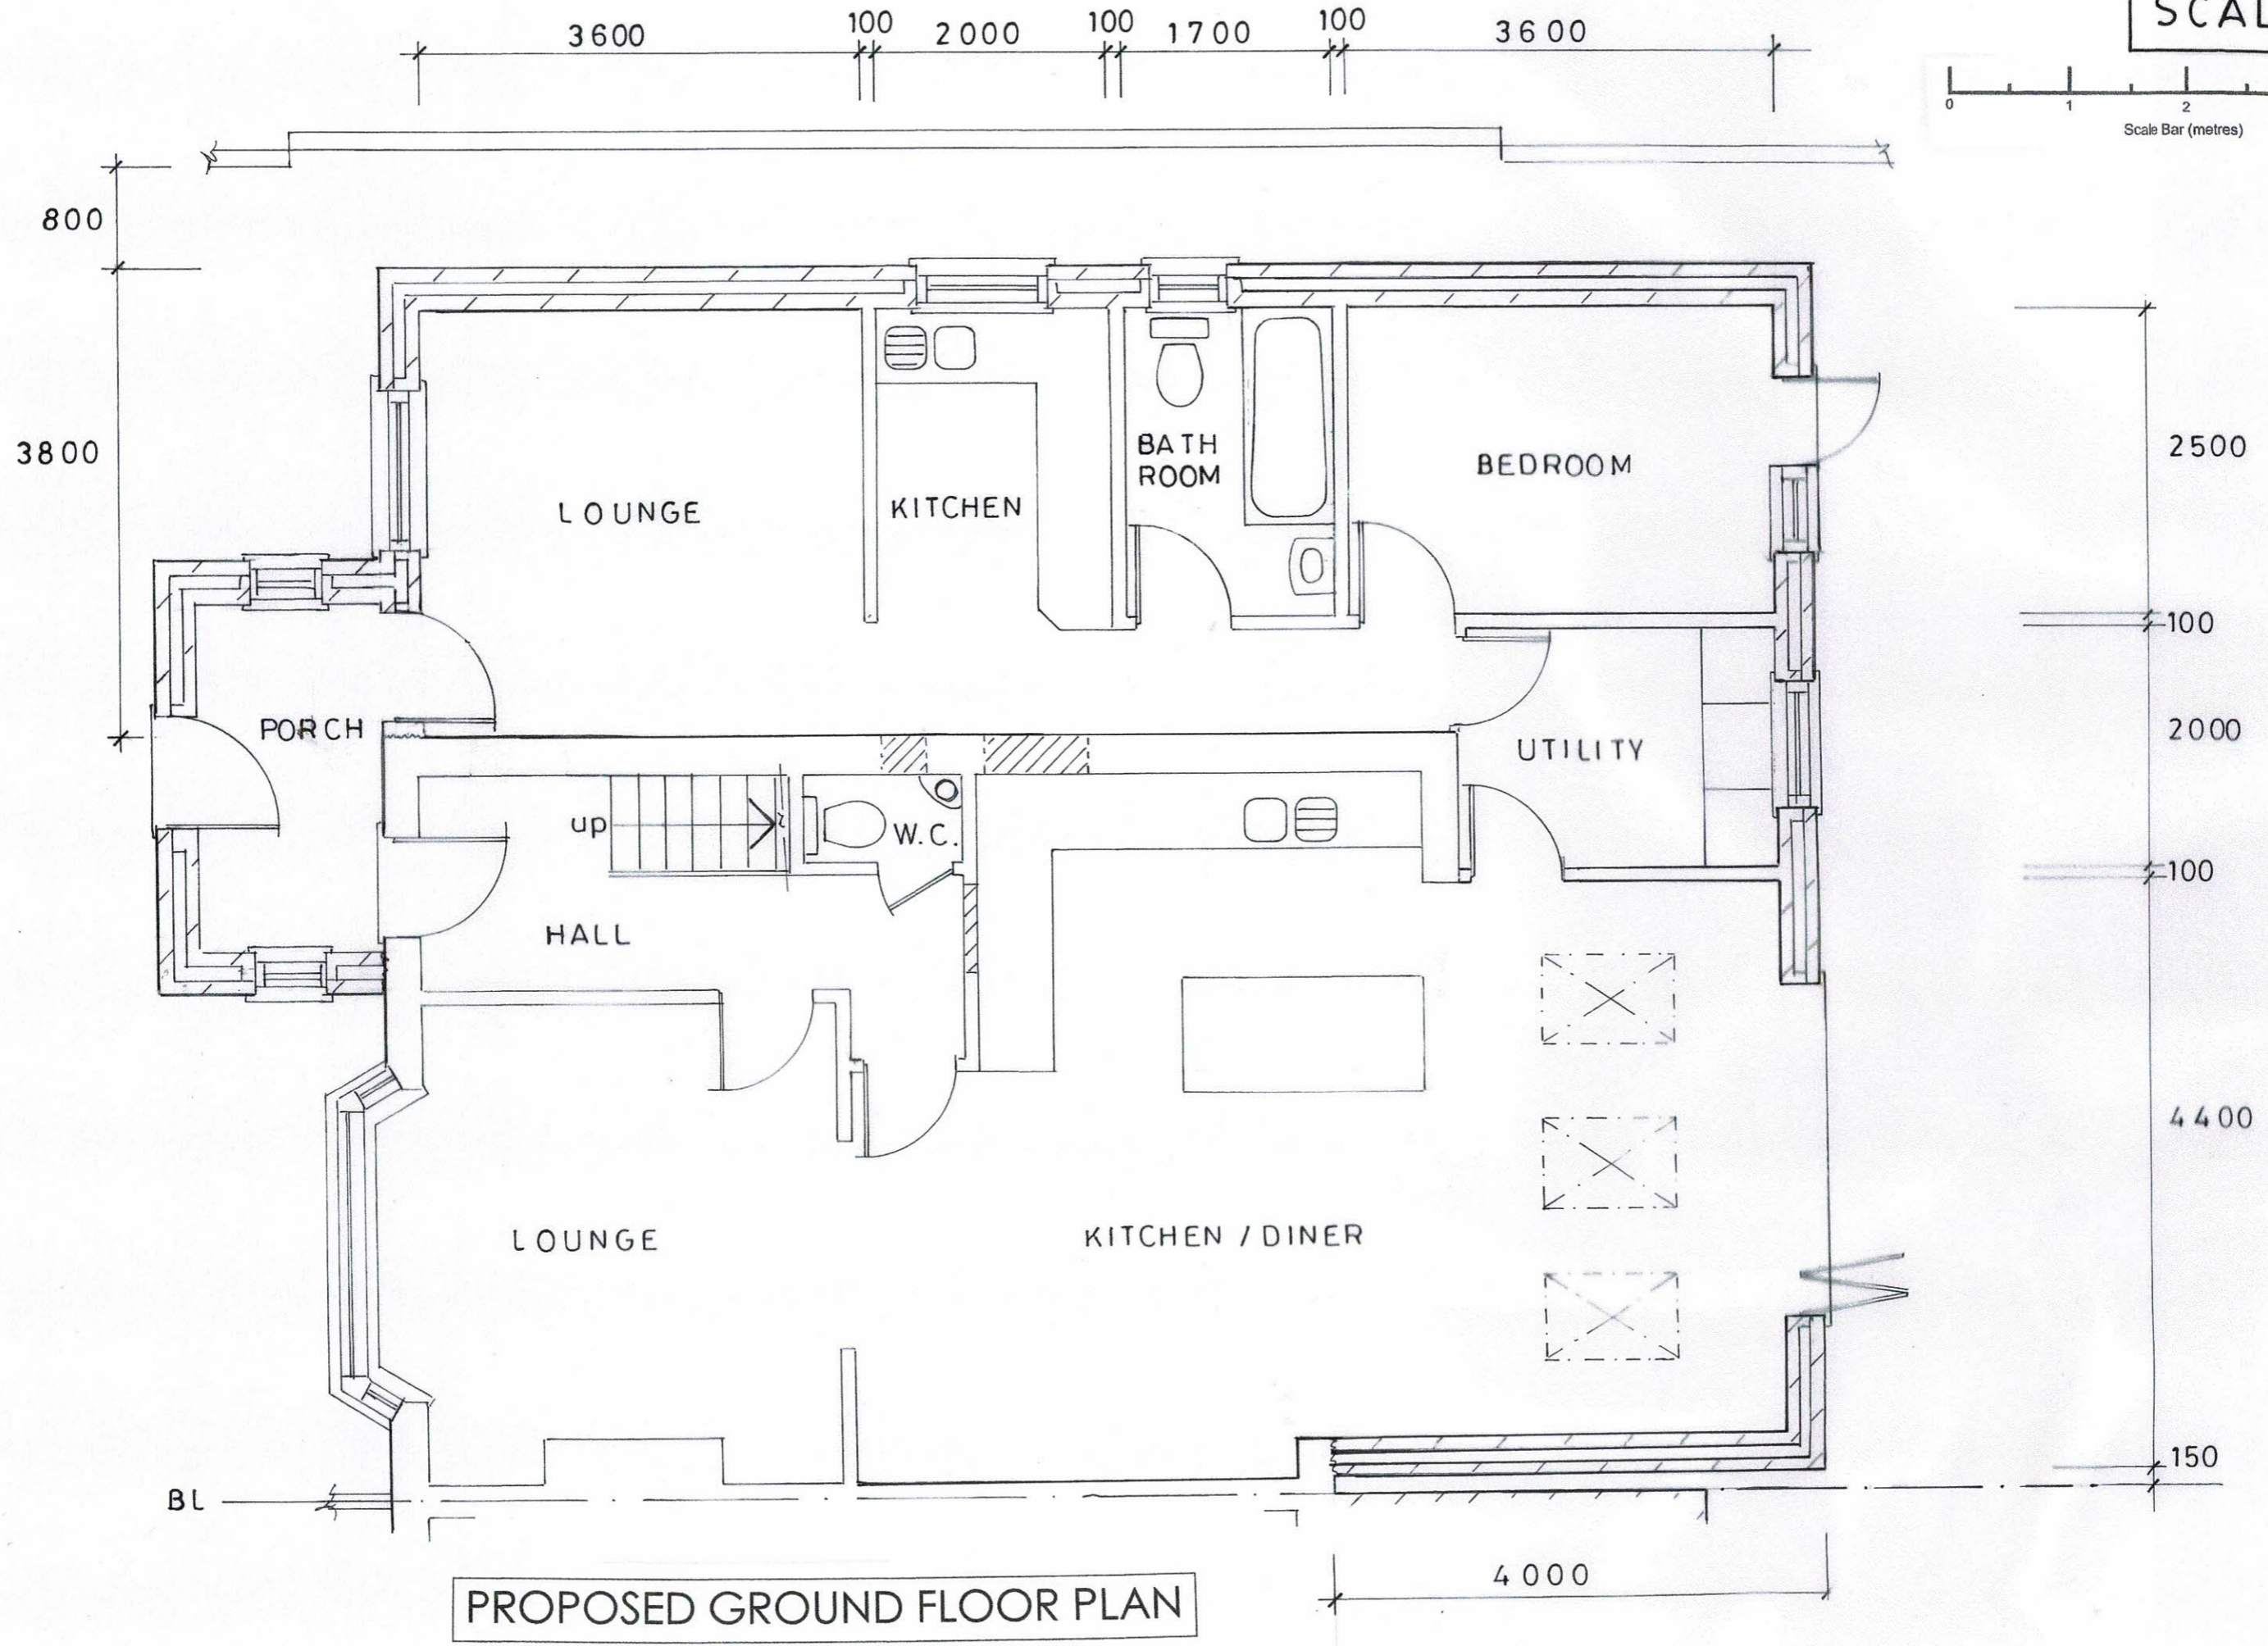 SCAL
3600 100 2000 100 1700 100 3600
0 1 2
Scale Bar (metres)
800
3800
2500
100
2000
100
4400
150
LOUNGE
KITCHEN
BATH
ROOM
BEDROOM
PORCH
UTILITY
up
W.C.
HALL
LOUNGE
KITCHEN / DINER
BL
4000
PROPOSED GROUND FLOOR PLAN